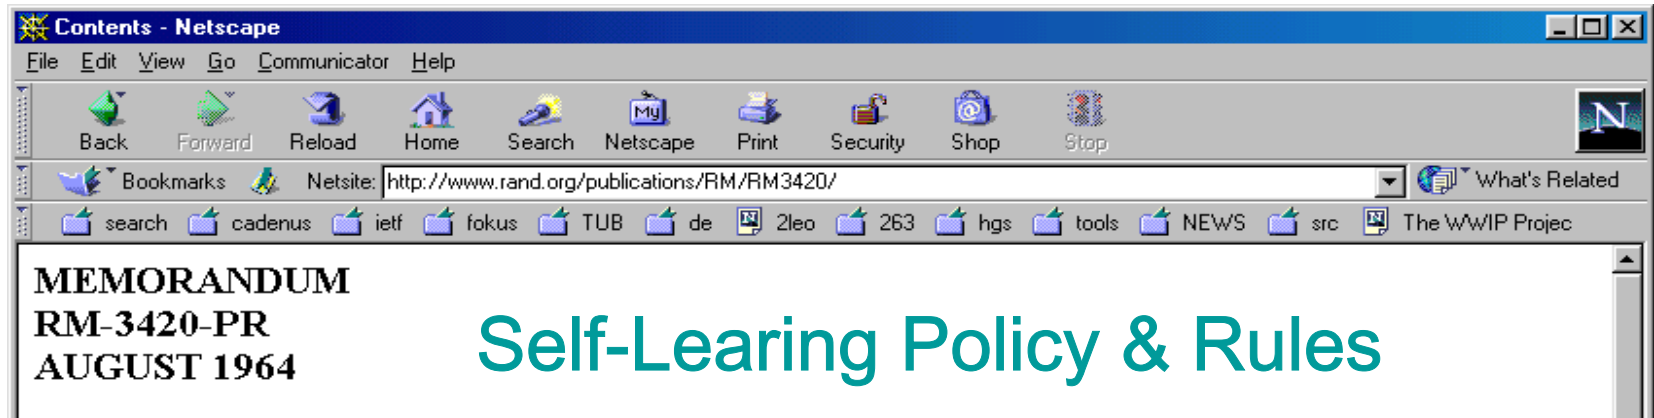 Contents - Netscape
File Edit View Go Communicator Help
Back Forward Reload Home Search Netscape Print Security Shop Stop
My
N
Bookmarks Netsite: http://www.rand.org/publications/RM/RM3420/ What's Related
search cadenus ietf fokus TUB de 2leo 263 hgs tools NEWS src The WWIP Projec
MEMORANDUM
RM-3420-PR
AUGUST 1964
Self-Learing Policy & Rules